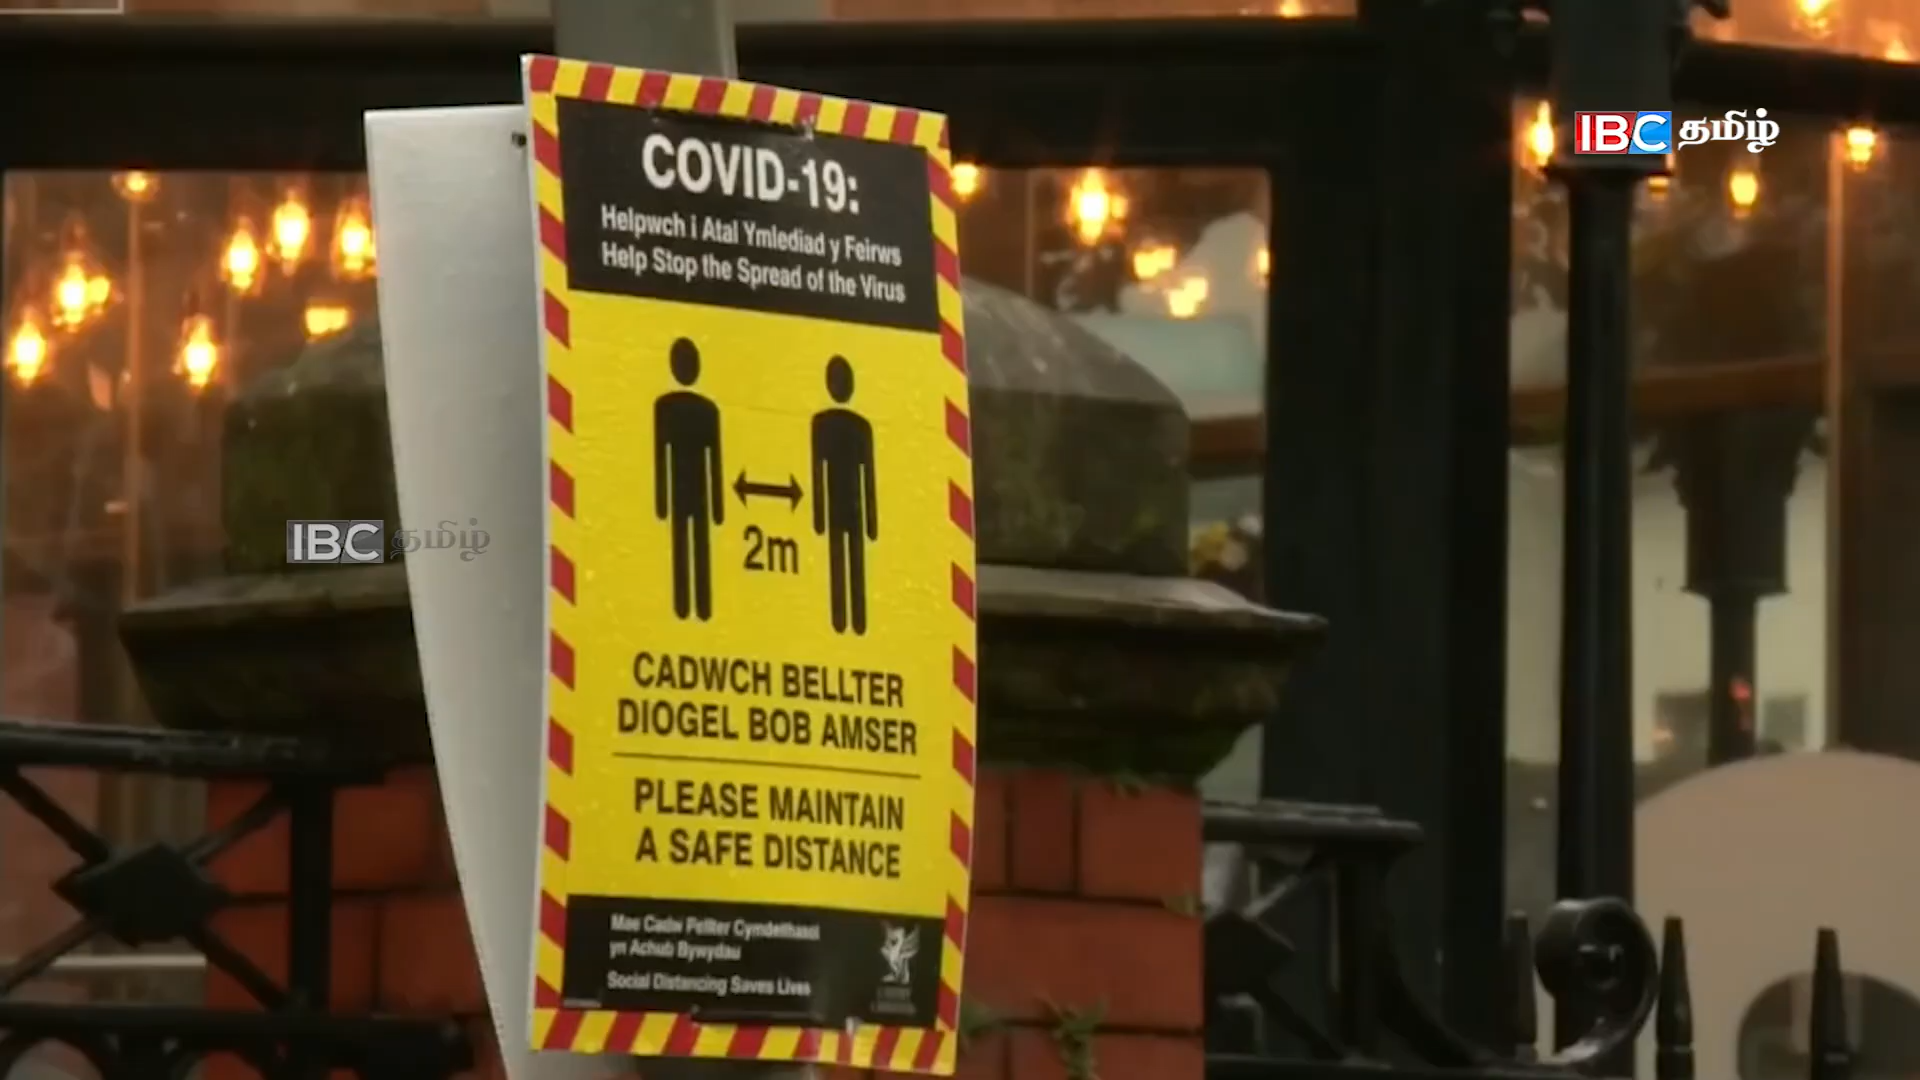 IBC தமிழ்
COVID-19:
Helpwch i Atal Ymlediad y Feirws
Help Stop the Spread of the Virus
2m
IBC தமிழ்
CADWCH BELLTER
DIOGEL BOB AMSER
PLEASE MAINTAIN
A SAFE DISTANCE
Mae Cadw Pellter Cymdeithasol
yn Achub Bywydau
Social Distancing Saves Lives